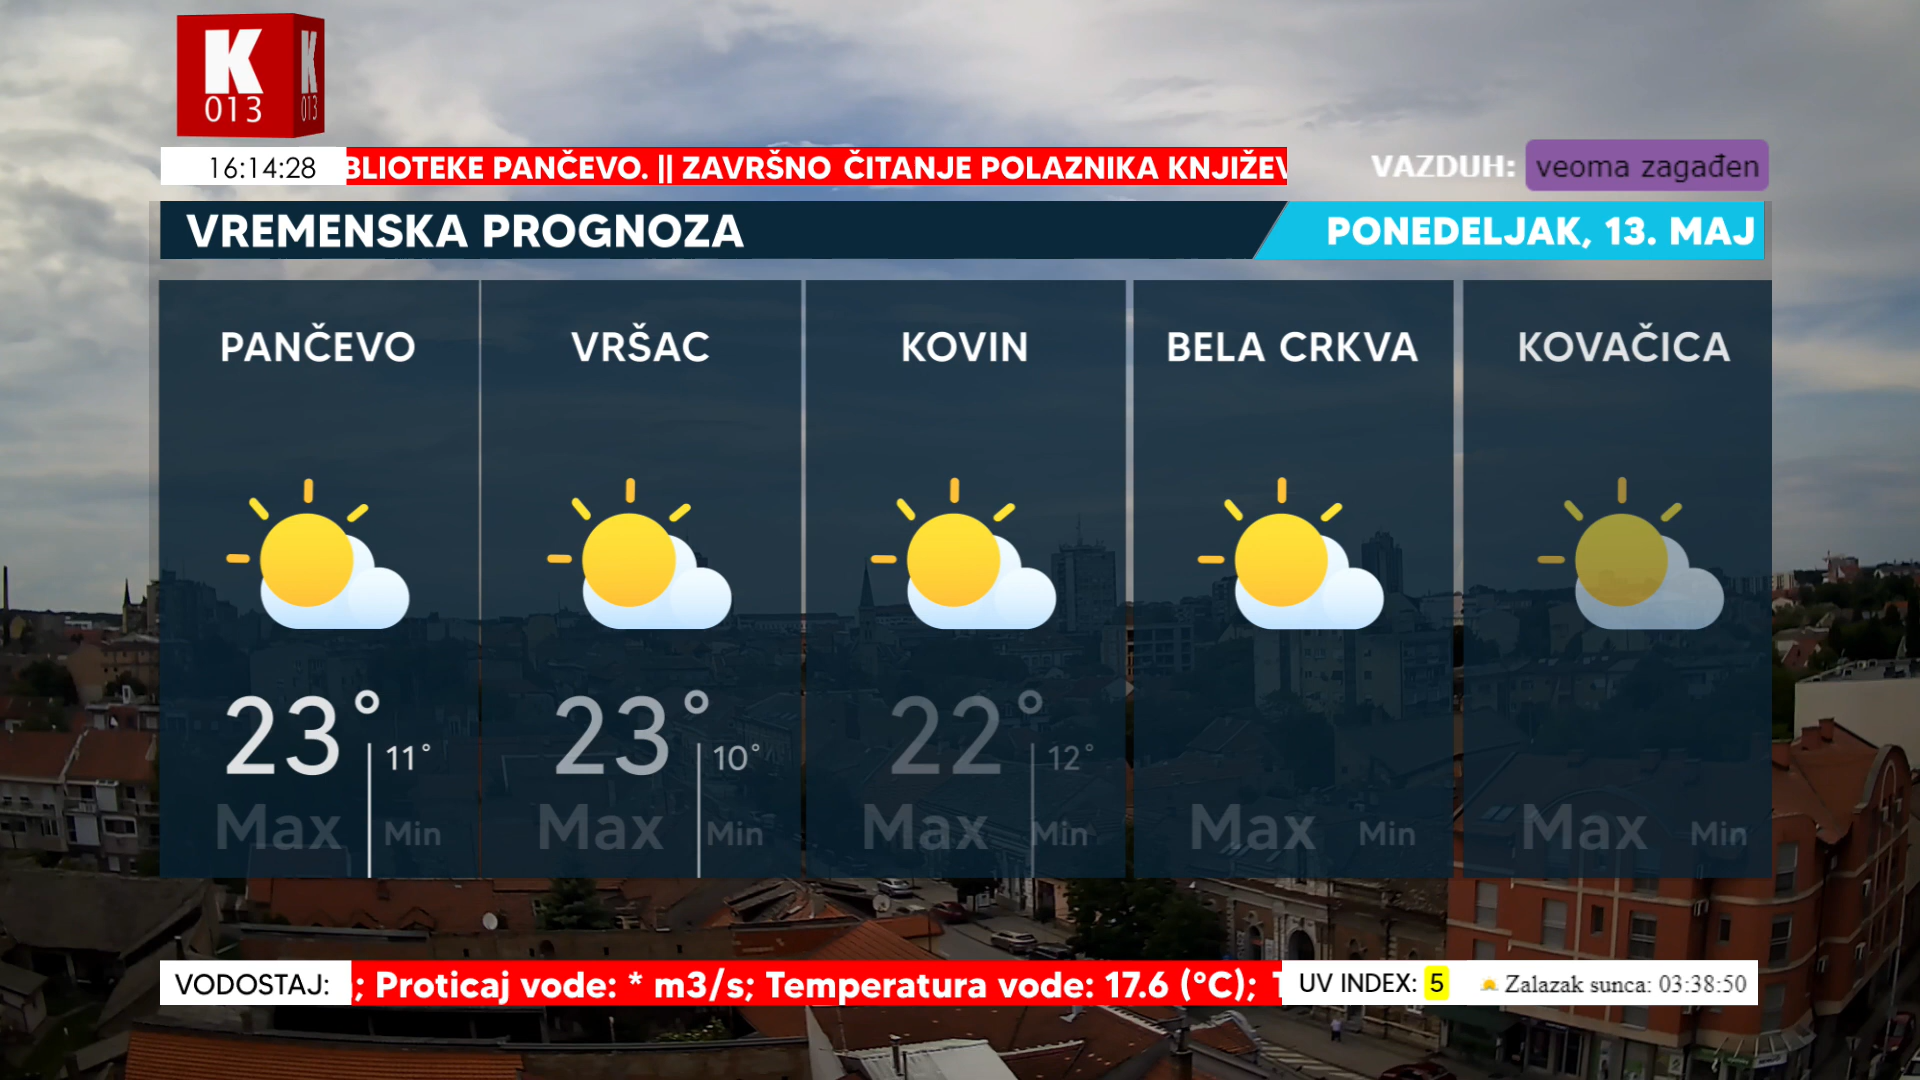 K
013
K
013
16:14:28
BLIOTEKE PANČEVO. || ZAVRŠNO ČITANJE POLAZNIKA KNJIŽEV
VAZDUH: veoma zagađen
VREMENSKA PROGNOZA
PONEDELJAK, 13. MAJ
PANČEVO
VRŠAC
KOVIN
BELA CRKVA
KOVAČICA
23° 11°
23° 10°
22° 12°
Max Min
Max Min
Max Min
Max Min
Max Min
VODOSTAJ:
; Proticaj vode: * m3/s; Temperatura vode: 17.6 (°C); T
UV INDEX: 5
Zalazak sunca: 03:38:50